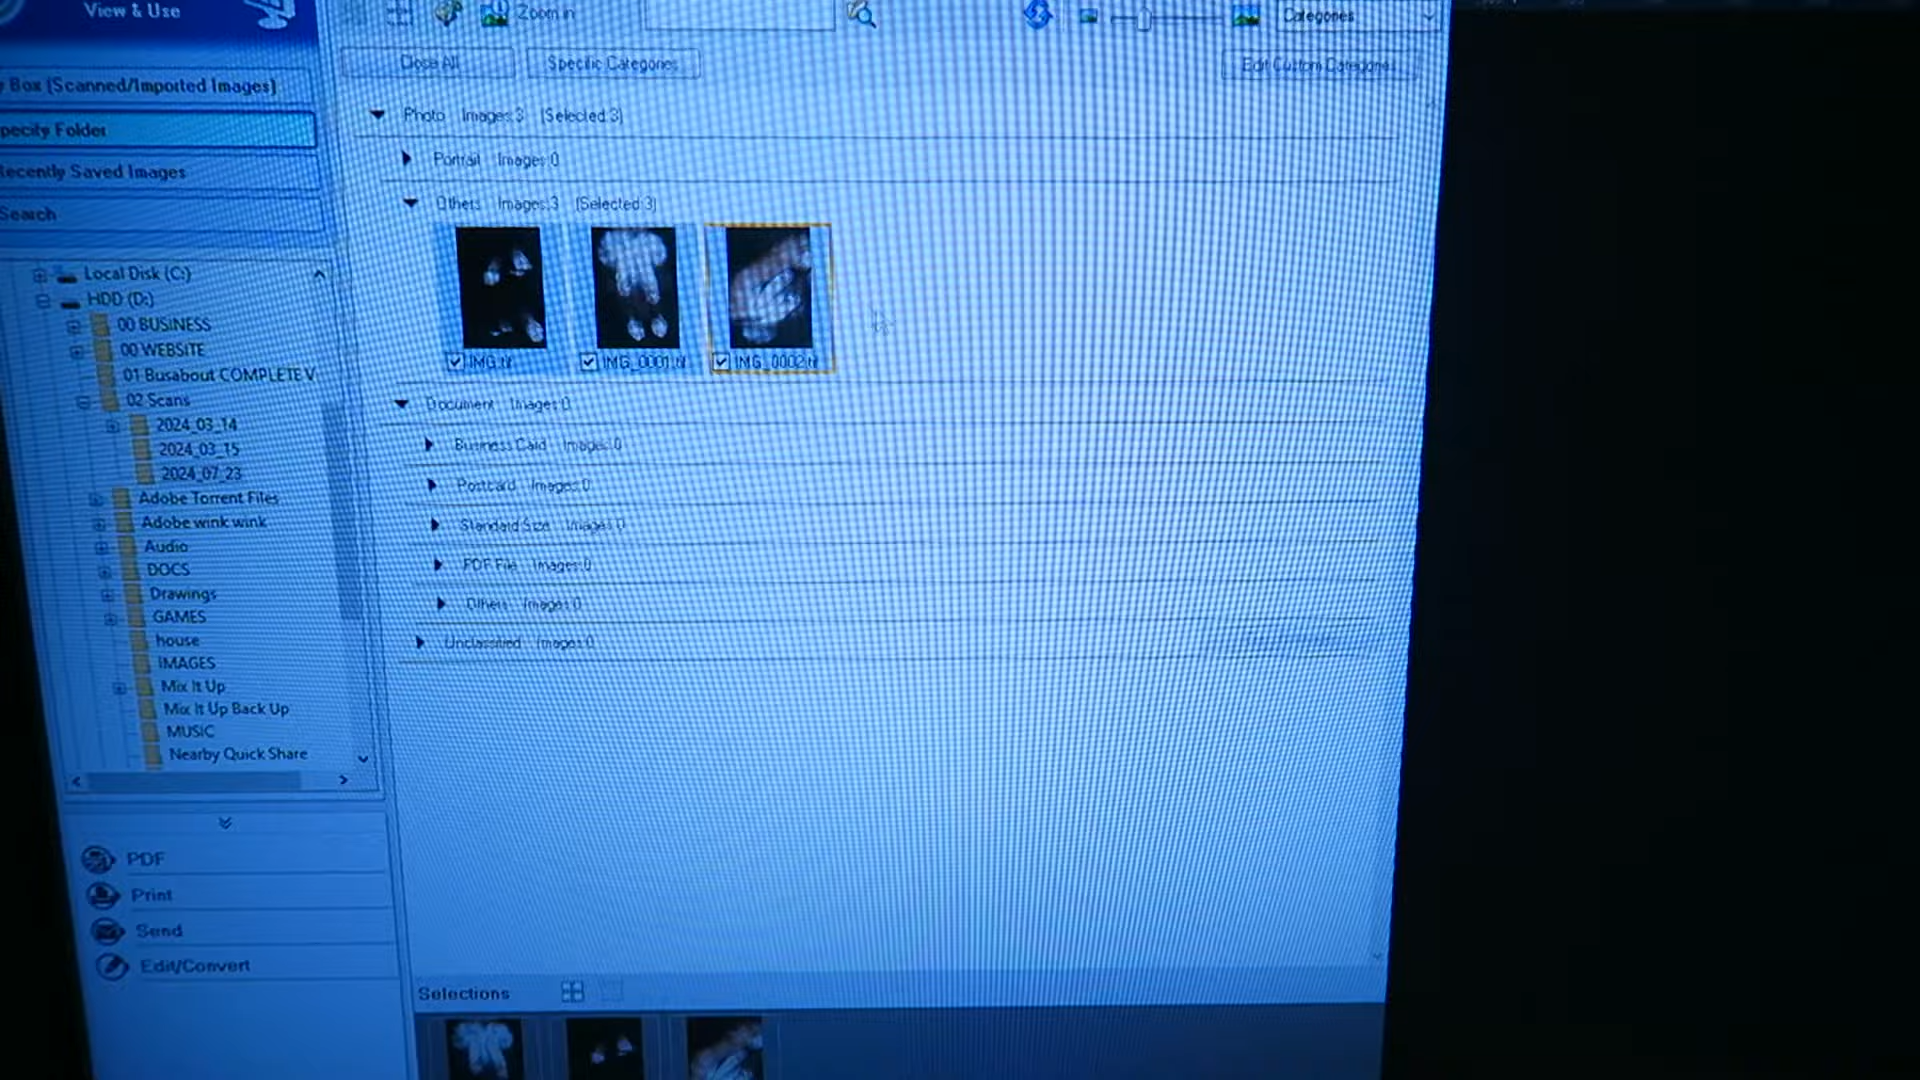 View & Use
Zoom in
Categories
Close All
Specific Categories
Edit Custom Categories
Box (Scanned/Imported Images)
pecify Folder
ecently Saved Images
Search
Photo Images:3 (Selected:3)
Portrait Images:0
Others Images:3 (Selected:3)
IMG.tif
IMG_0001.tif
IMG_0002.tif
Document Images:0
Business Card Images:0
Postcard Images:0
Standard Size Images:0
PDF File Images:0
Others Images:0
Unclassified Images:0
Local Disk (C:)
HDD (D:)
00 BUSINESS
00 WEBSITE
01 Busabout COMPLETE V
02 Scans
2024_03_14
2024_03_15
2024_07_23
Adobe Torrent Files
Adobe wink wink
Audio
DOCS
Drawings
GAMES
house
IMAGES
Mix It Up
Mix It Up Back Up
MUSIC
Nearby Quick Share
PDF
Print
Send
Edit/Convert
Selections